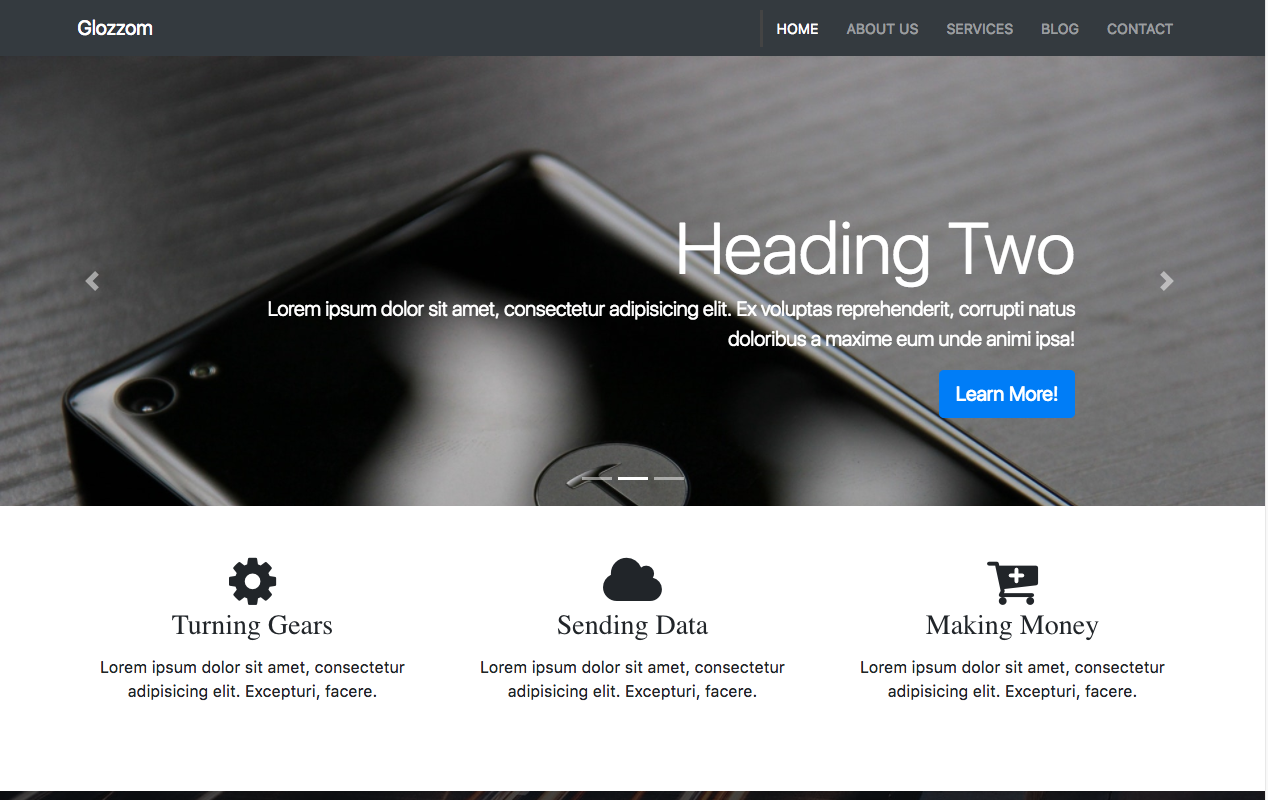 Glozzom
HOME ABOUT US SERVICES BLOG CONTACT
Heading Two
Lorem ipsum dolor sit amet, consectetur adipisicing elit. Ex voluptas reprehenderit, corrupti natus
doloribus a maxime eum unde animi ipsa!
Learn More!
Turning Gears
Lorem ipsum dolor sit amet, consectetur
adipisicing elit. Excepturi, facere.
Sending Data
Lorem ipsum dolor sit amet, consectetur
adipisicing elit. Excepturi, facere.
Making Money
Lorem ipsum dolor sit amet, consectetur
adipisicing elit. Excepturi, facere.